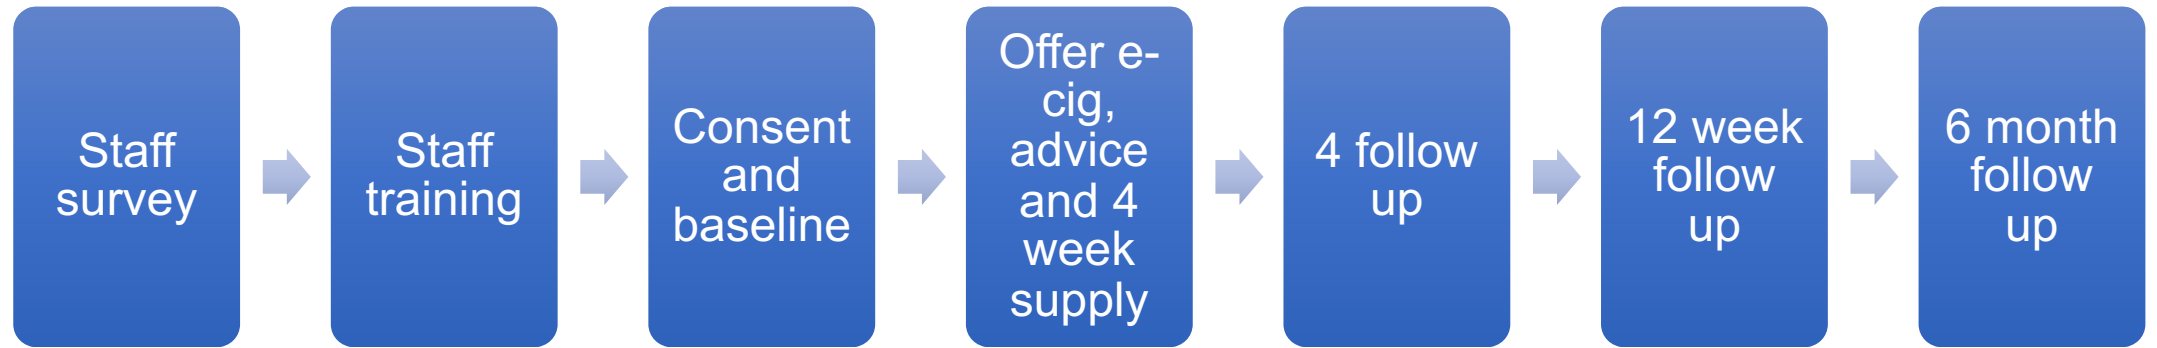 Staff
survey
Staff
training
Consent
and
baseline
Offer e-
cig,
advice
and 4
week
supply
4 follow
up
12 week
follow
up
6 month
follow
up